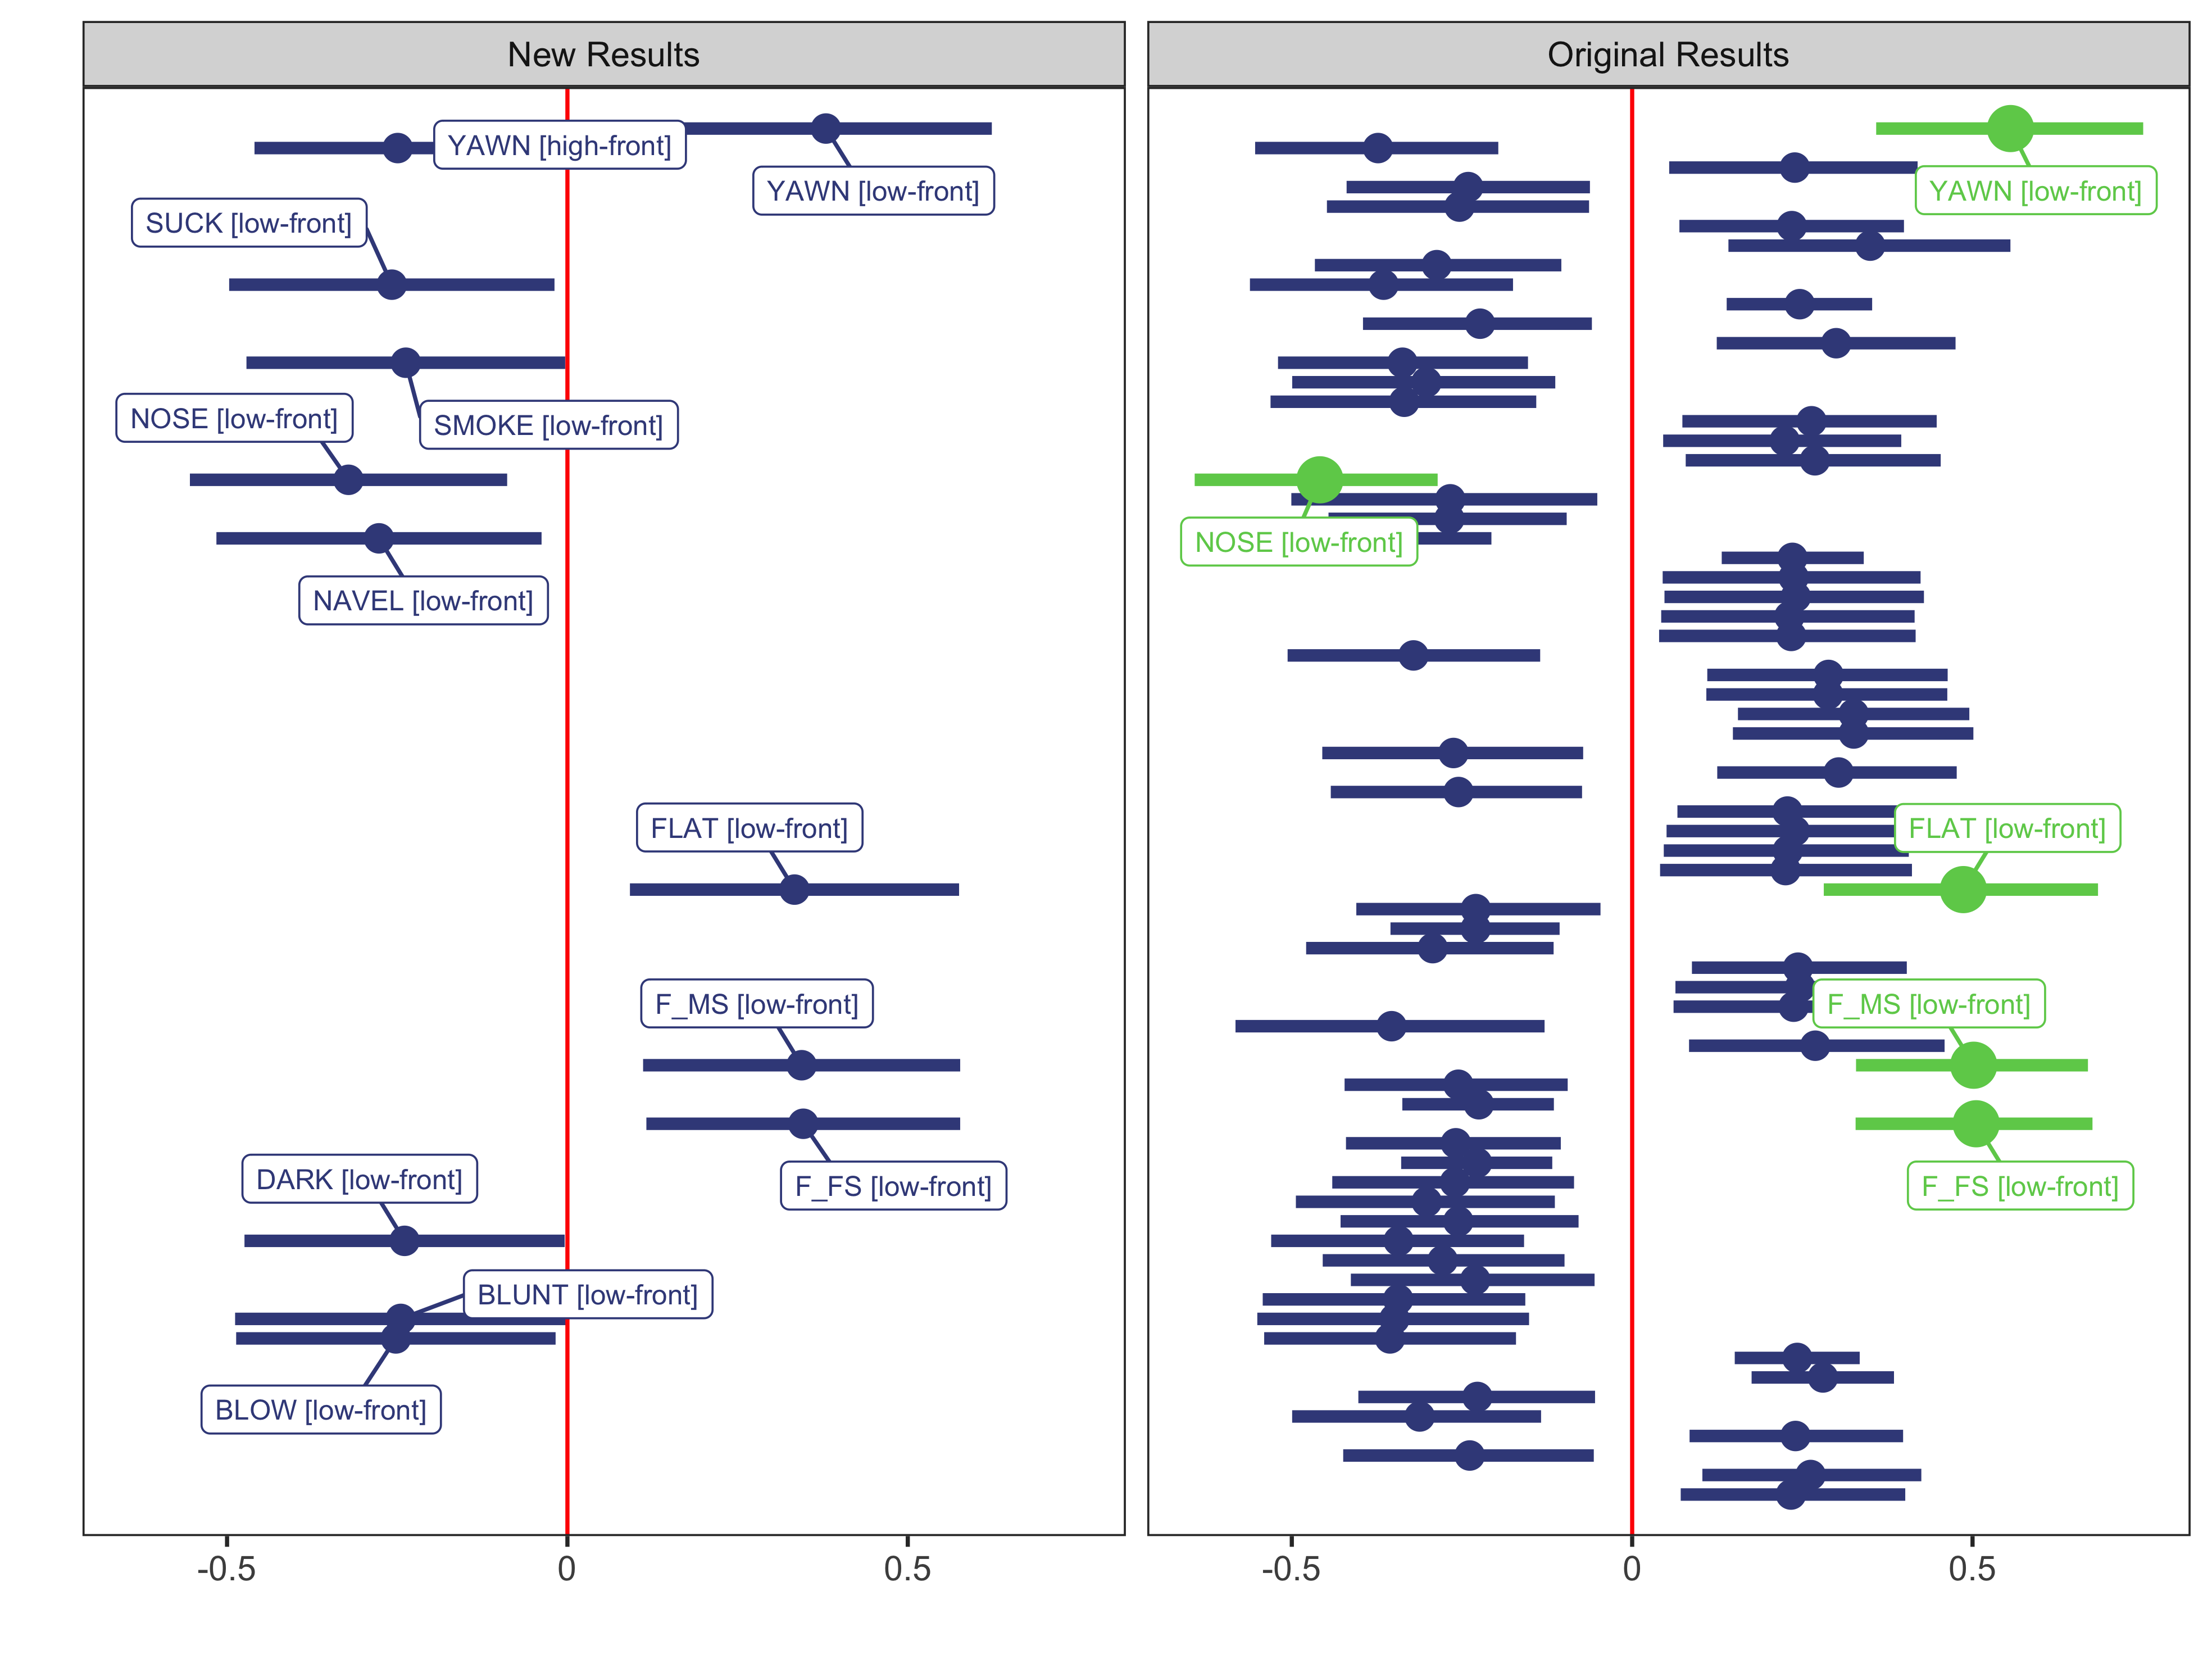 New Results
Original Results
YAWN [high-front]
YAWN [low-front]
SUCK [low-front]
NOSE [low-front]
SMOKE [low-front]
NAVEL [low-front]
FLAT [low-front]
F_MS [low-front]
DARK [low-front]
F_FS [low-front]
BLUNT [low-front]
BLOW [low-front]
-0.5
0
0.5
YAWN [low-front]
NOSE [low-front]
FLAT [low-front]
F_MS [low-front]
F_FS [low-front]
-0.5
0
0.5